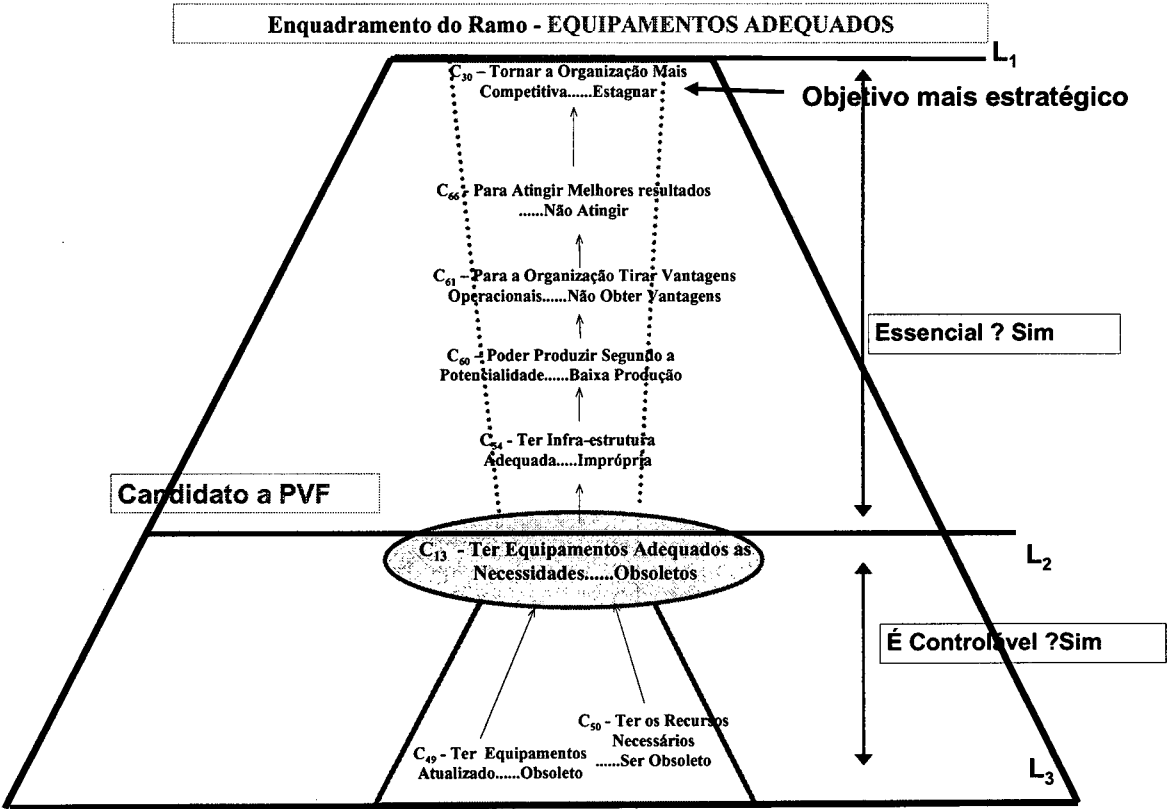 Enquadramento do Ramo - EQUIPAMENTOS ADEQUADOS
L1
C30 – Tornar a Organização Mais
Competitiva......Estagnar
Objetivo mais estratégico
C66 - Para Atingir Melhores resultados
......Não Atingir
C61 – Para a Organização Tirar Vantagens
Operacionais......Não Obter Vantagens
Essencial ? Sim
C60 – Poder Produzir Segundo a
Potencialidade......Baixa Produção
C54 - Ter Infra-estrutura
Adequada.....Imprópria
Candidato a PVF
C13 - Ter Equipamentos Adequados as
Necessidades......Obsoletos
L2
É Controlável ?Sim
C50 - Ter os Recursos
Necessários
......Ser Obsoleto
C49 - Ter Equipamentos
Atualizado......Obsoleto
L3